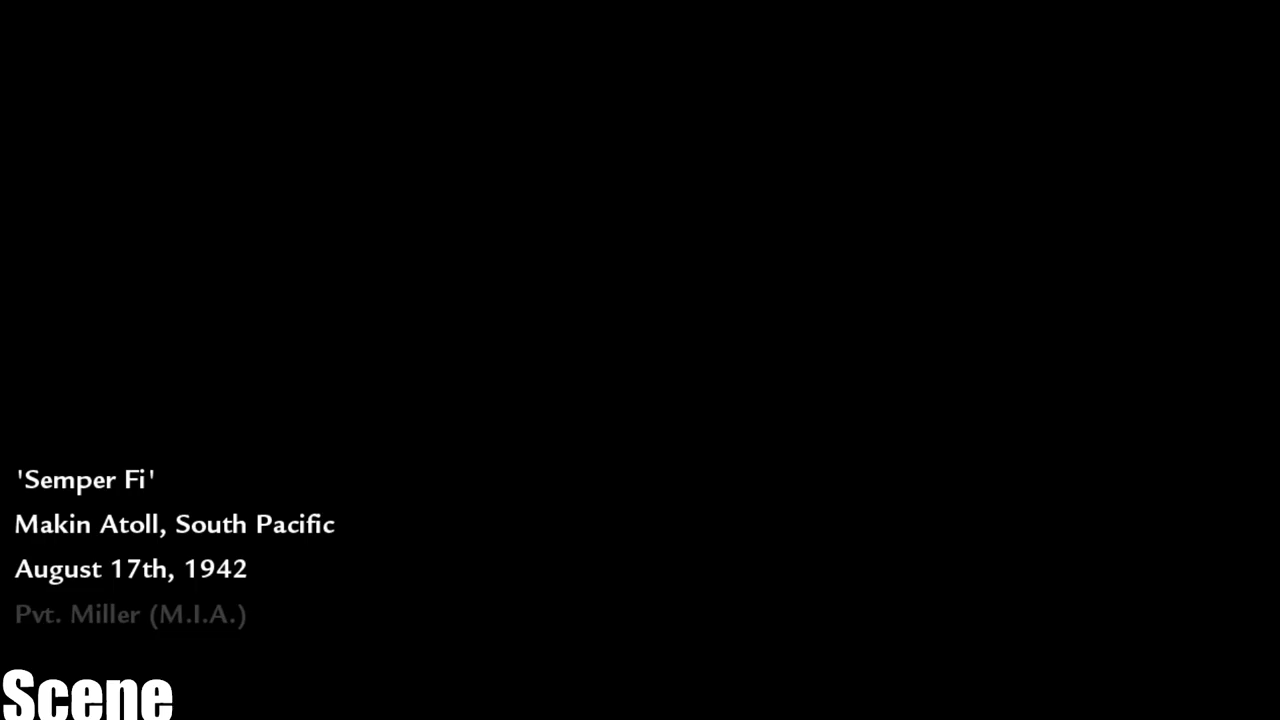 'Semper Fi'
Makin Atoll, South Pacific
August 17th, 1942
Pvt. Miller (M.I.A.)
Scene